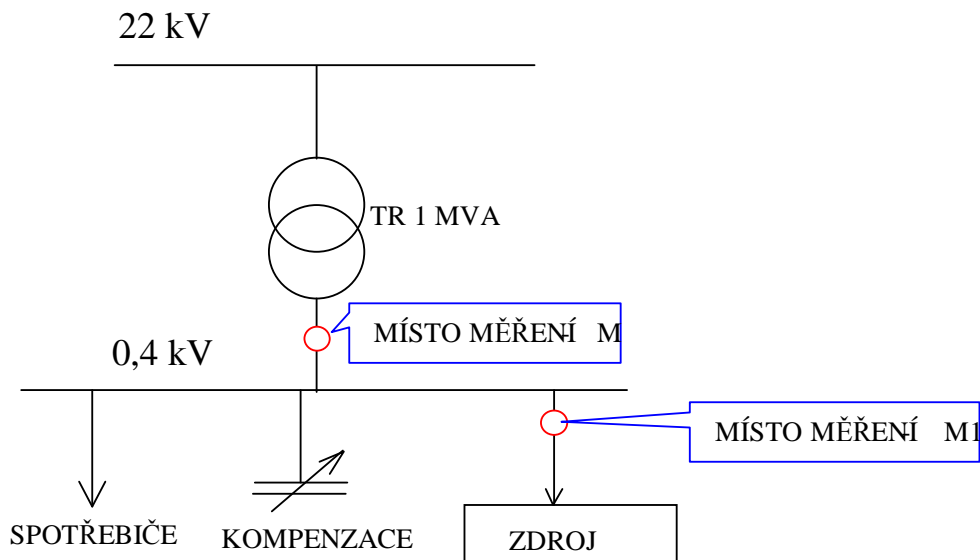 22 kV
TR 1 MVA
MÍSTO MĚŘENÍ - M
0,4 kV
MÍSTO MĚŘENÍ - M1
SPOTŘEBIČE
KOMPENZACE
ZDROJ